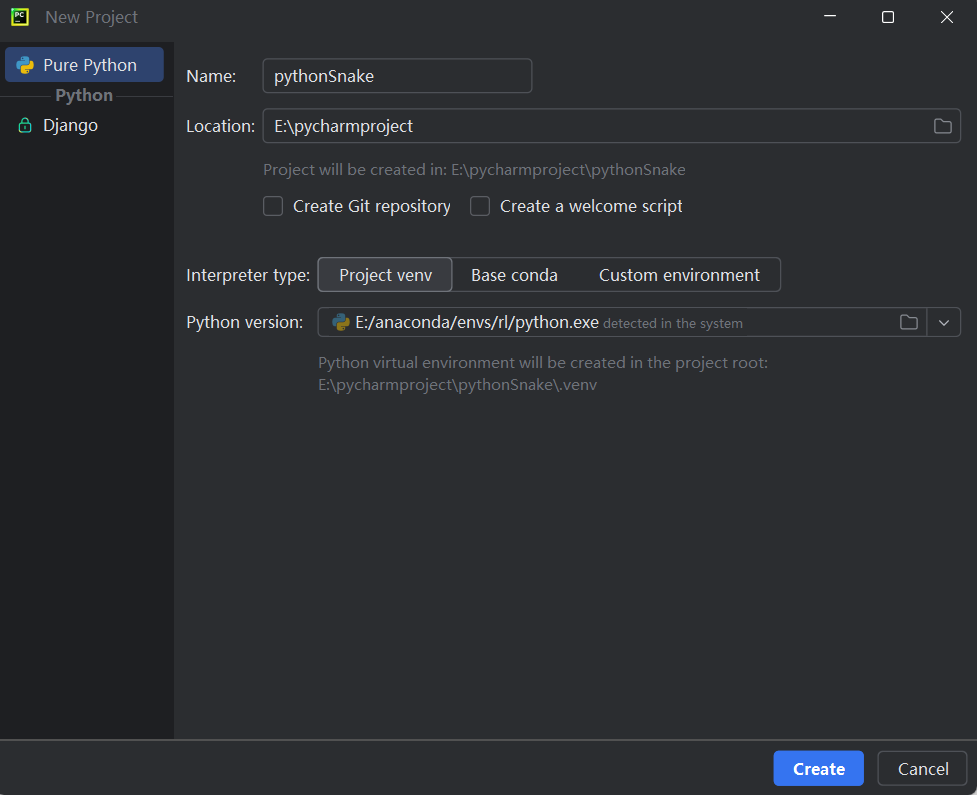 PC
New Project
Pure Python
Python
Django
Name: pythonSnake
Location: E:\pycharmproject
Project will be created in: E:\pycharmproject\pythonSnake
Create Git repository Create a welcome script
Interpreter type: Project venv Base conda Custom environment
Python version: E:/anaconda/envs/rl/python.exe detected in the system
Python virtual environment will be created in the project root:
E:\pycharmproject\pythonSnake\.venv
Create Cancel